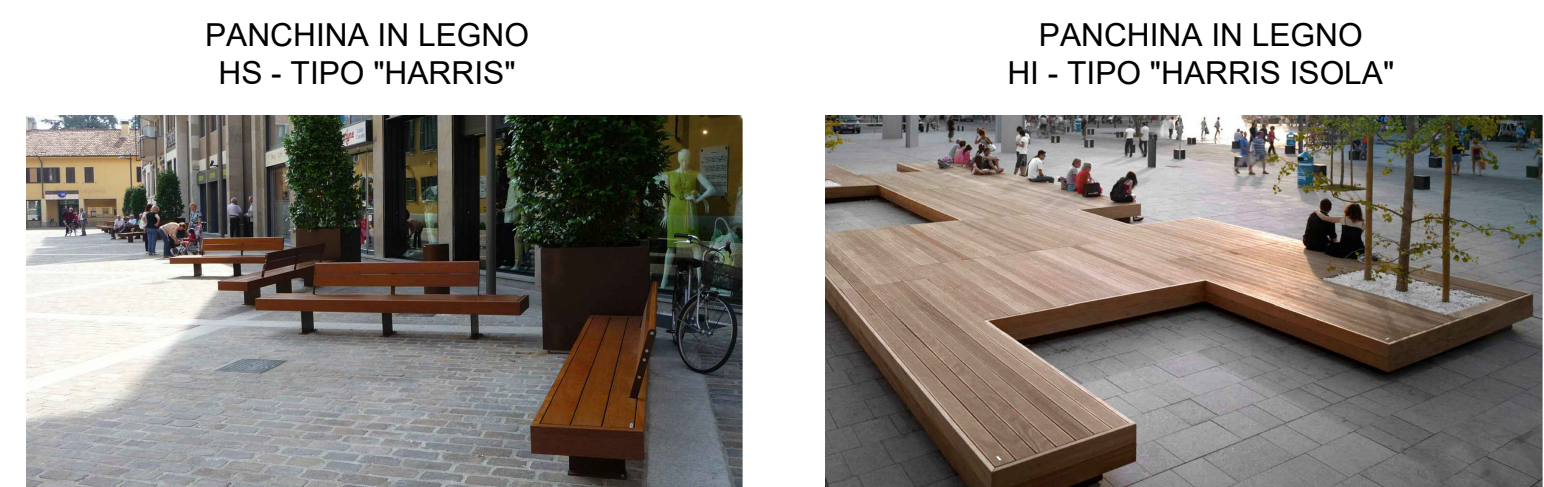 PANCHINA IN LEGNO
HS - TIPO "HARRIS"
PANCHINA IN LEGNO
HI - TIPO "HARRIS ISOLA"